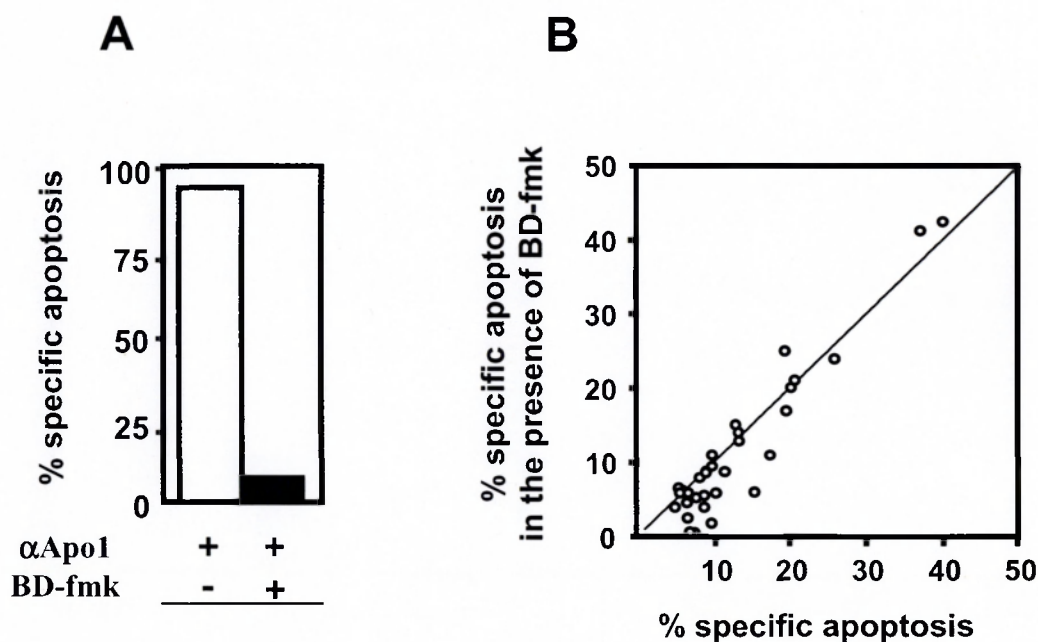 A
% specific apoptosis
100
75
50
25
0
αApo1 + +
BD-fmk - +
B
% specific apoptosis
in the presence of BD-fmk
50
40
30
20
10
0
10 20 30 40 50
% specific apoptosis